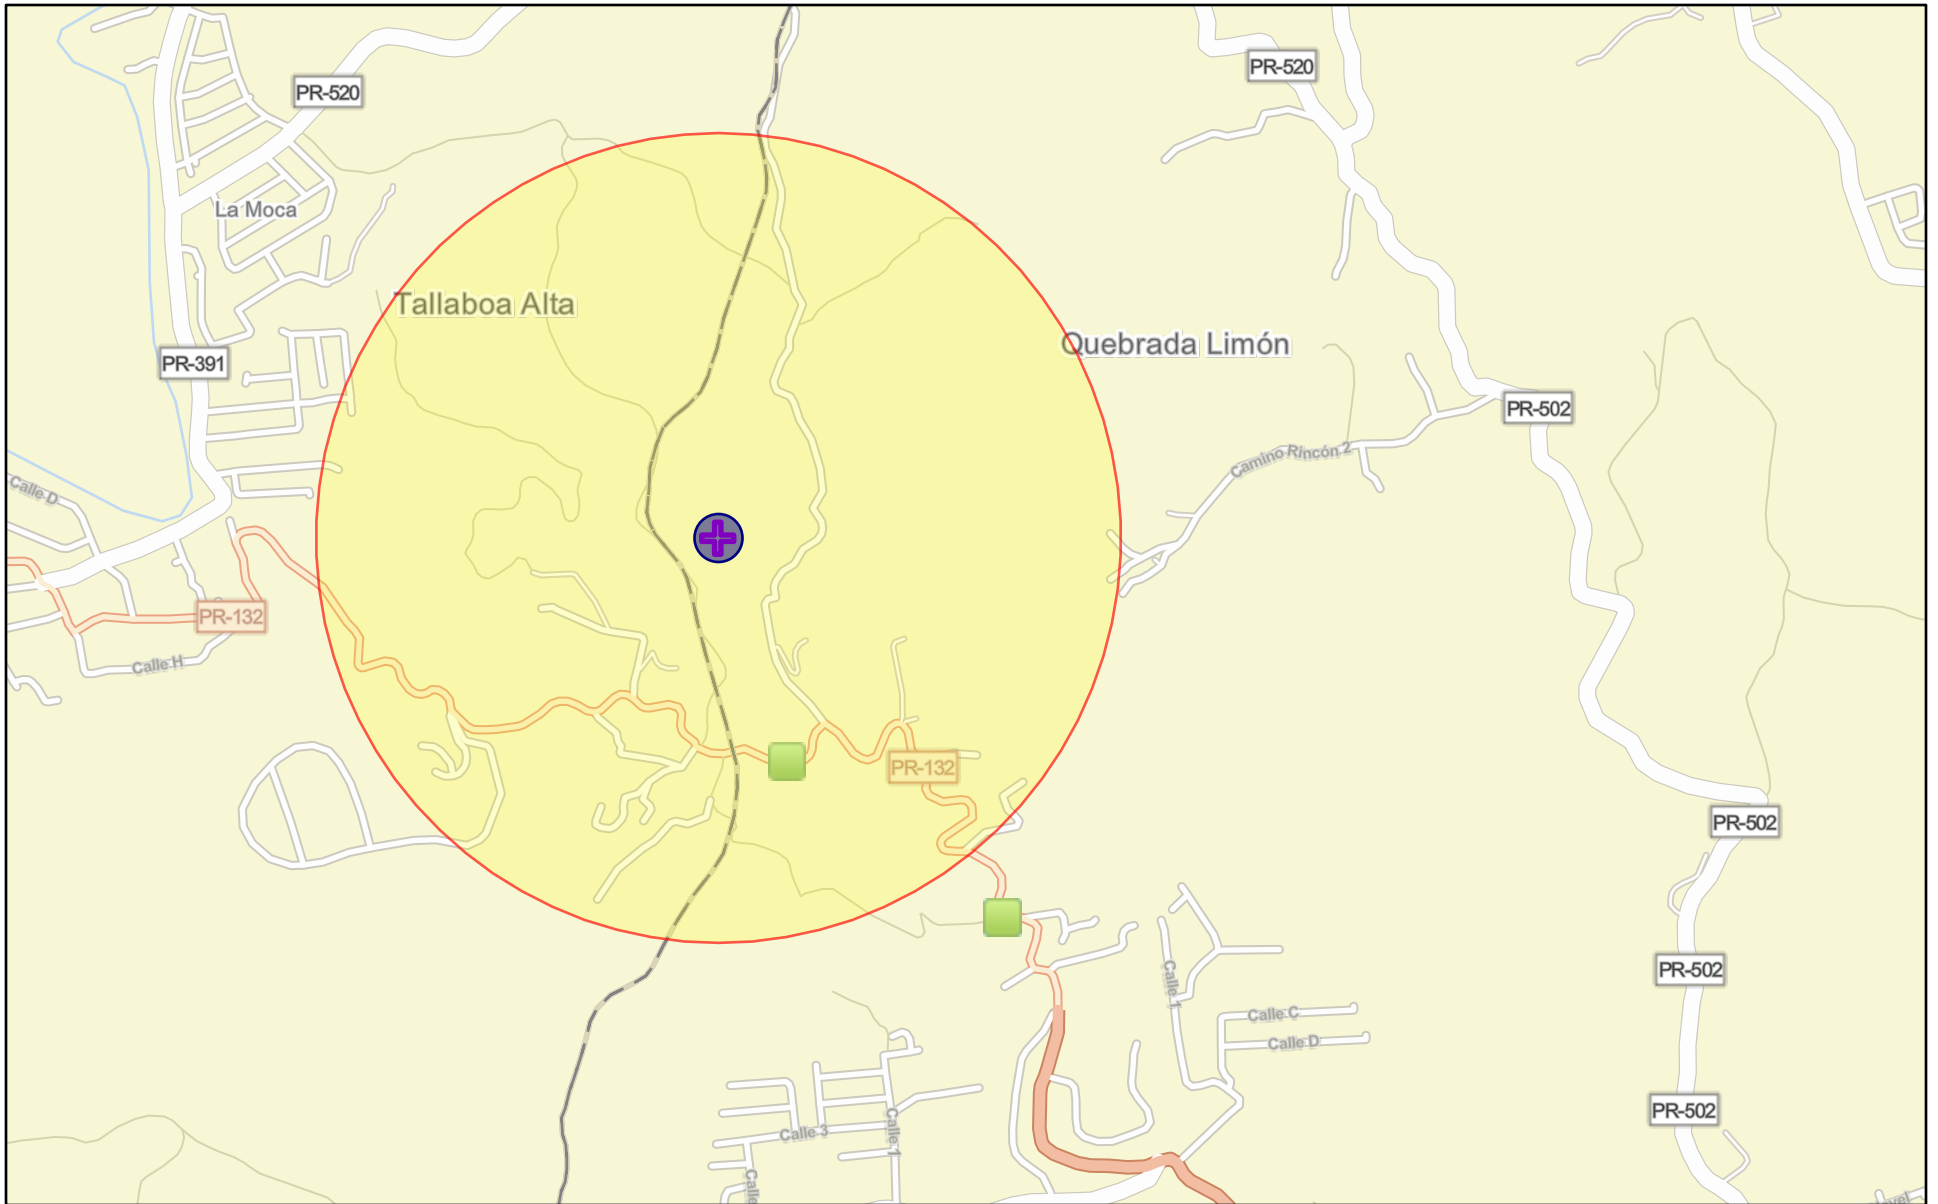 PR-520
PR-520
La Moca
Tallaboa Alta
Quebrada Limón
PR-391
PR-502
Camino Rincón 2
Calle D
PR-132
Calle H
PR-132
PR-502
Calle 1
PR-502
Calle C
Calle D
PR-502
Calle 3
Calle 1
Calle